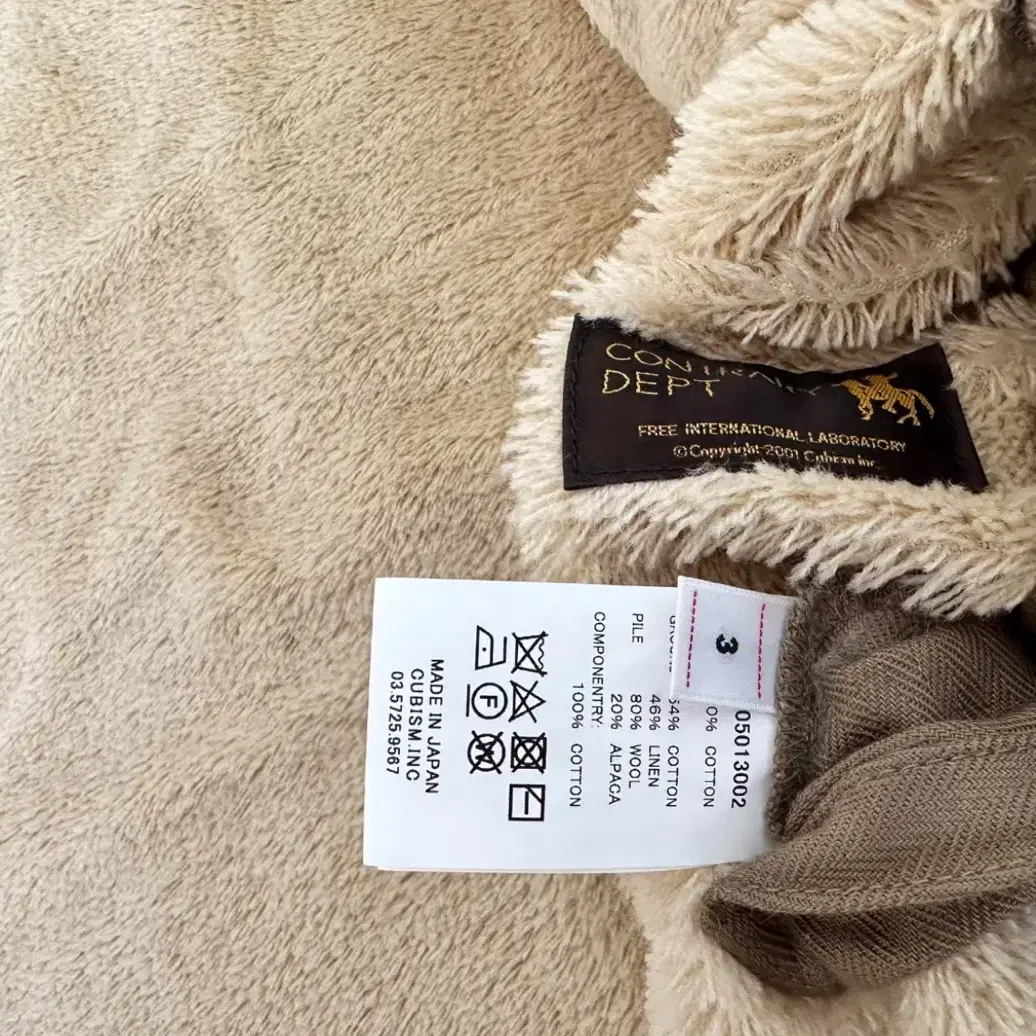 DEPT
FREE INTERNATIONAL LABORATORY
©Copyright 2001 Cubism inc.
3
05013002
0% COTTON
54% COTTON
46% LINEN
PILE 80% WOOL
20% ALPACA
COMPONENTRY:
100% COTTON
F
W
MADE IN JAPAN
CUBISM.INC
03.5725.9567